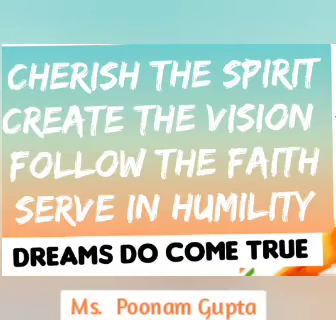 CHERISH THE SPIRIT
CREATE THE VISION
FOLLOW THE FAITH
SERVE IN HUMILITY
DREAMS DO COME TRUE
Ms. Poonam Gupta